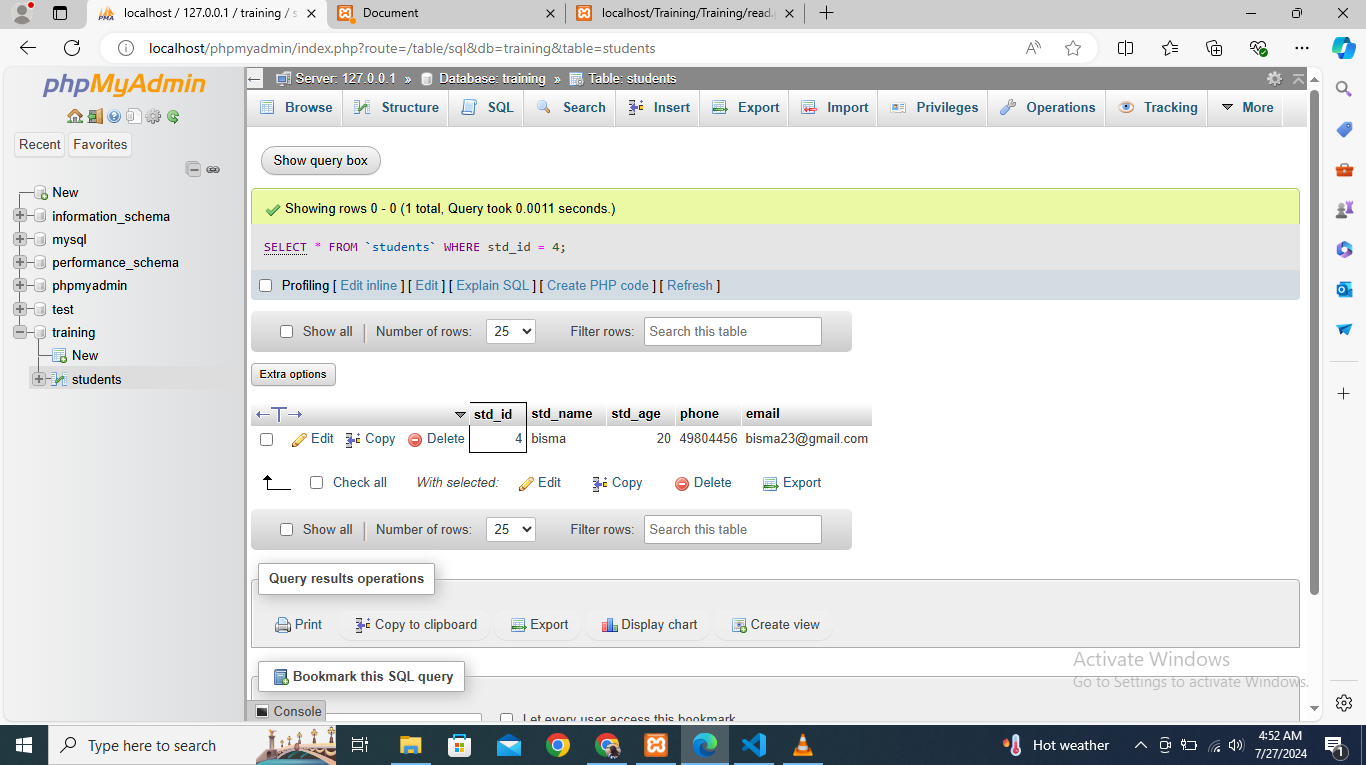 localhost / 127.0.0.1 / training / s
Document
localhost/Training/Training/read.
localhost/phpmyadmin/index.php?route=/table/sql&db=training&table=students
phpMyAdmin
Recent
Favorites
New
information_schema
mysql
performance_schema
phpmyadmin
test
training
New
students
Server: 127.0.0.1 » Database: training » Table: students
Browse Structure SQL Search Insert Export Import Privileges Operations Tracking More
Show query box
Showing rows 0 - 0 (1 total, Query took 0.0011 seconds.)
SELECT * FROM `students` WHERE std_id = 4;
Profiling [ Edit inline ] [ Edit ] [ Explain SQL ] [ Create PHP code ] [ Refresh ]
Show all Number of rows: 25 Filter rows: Search this table
Extra options
std_id std_name std_age phone email
Edit Copy Delete 4 bisma 20 49804456 bisma23@gmail.com
Check all With selected: Edit Copy Delete Export
Show all Number of rows: 25 Filter rows: Search this table
Query results operations
Print Copy to clipboard Export Display chart Create view
Bookmark this SQL query
Console
Let every user access this bookmark
Activate Windows
Go to Settings to activate Windows.
Type here to search
Hot weather
4:52 AM
7/27/2024
1